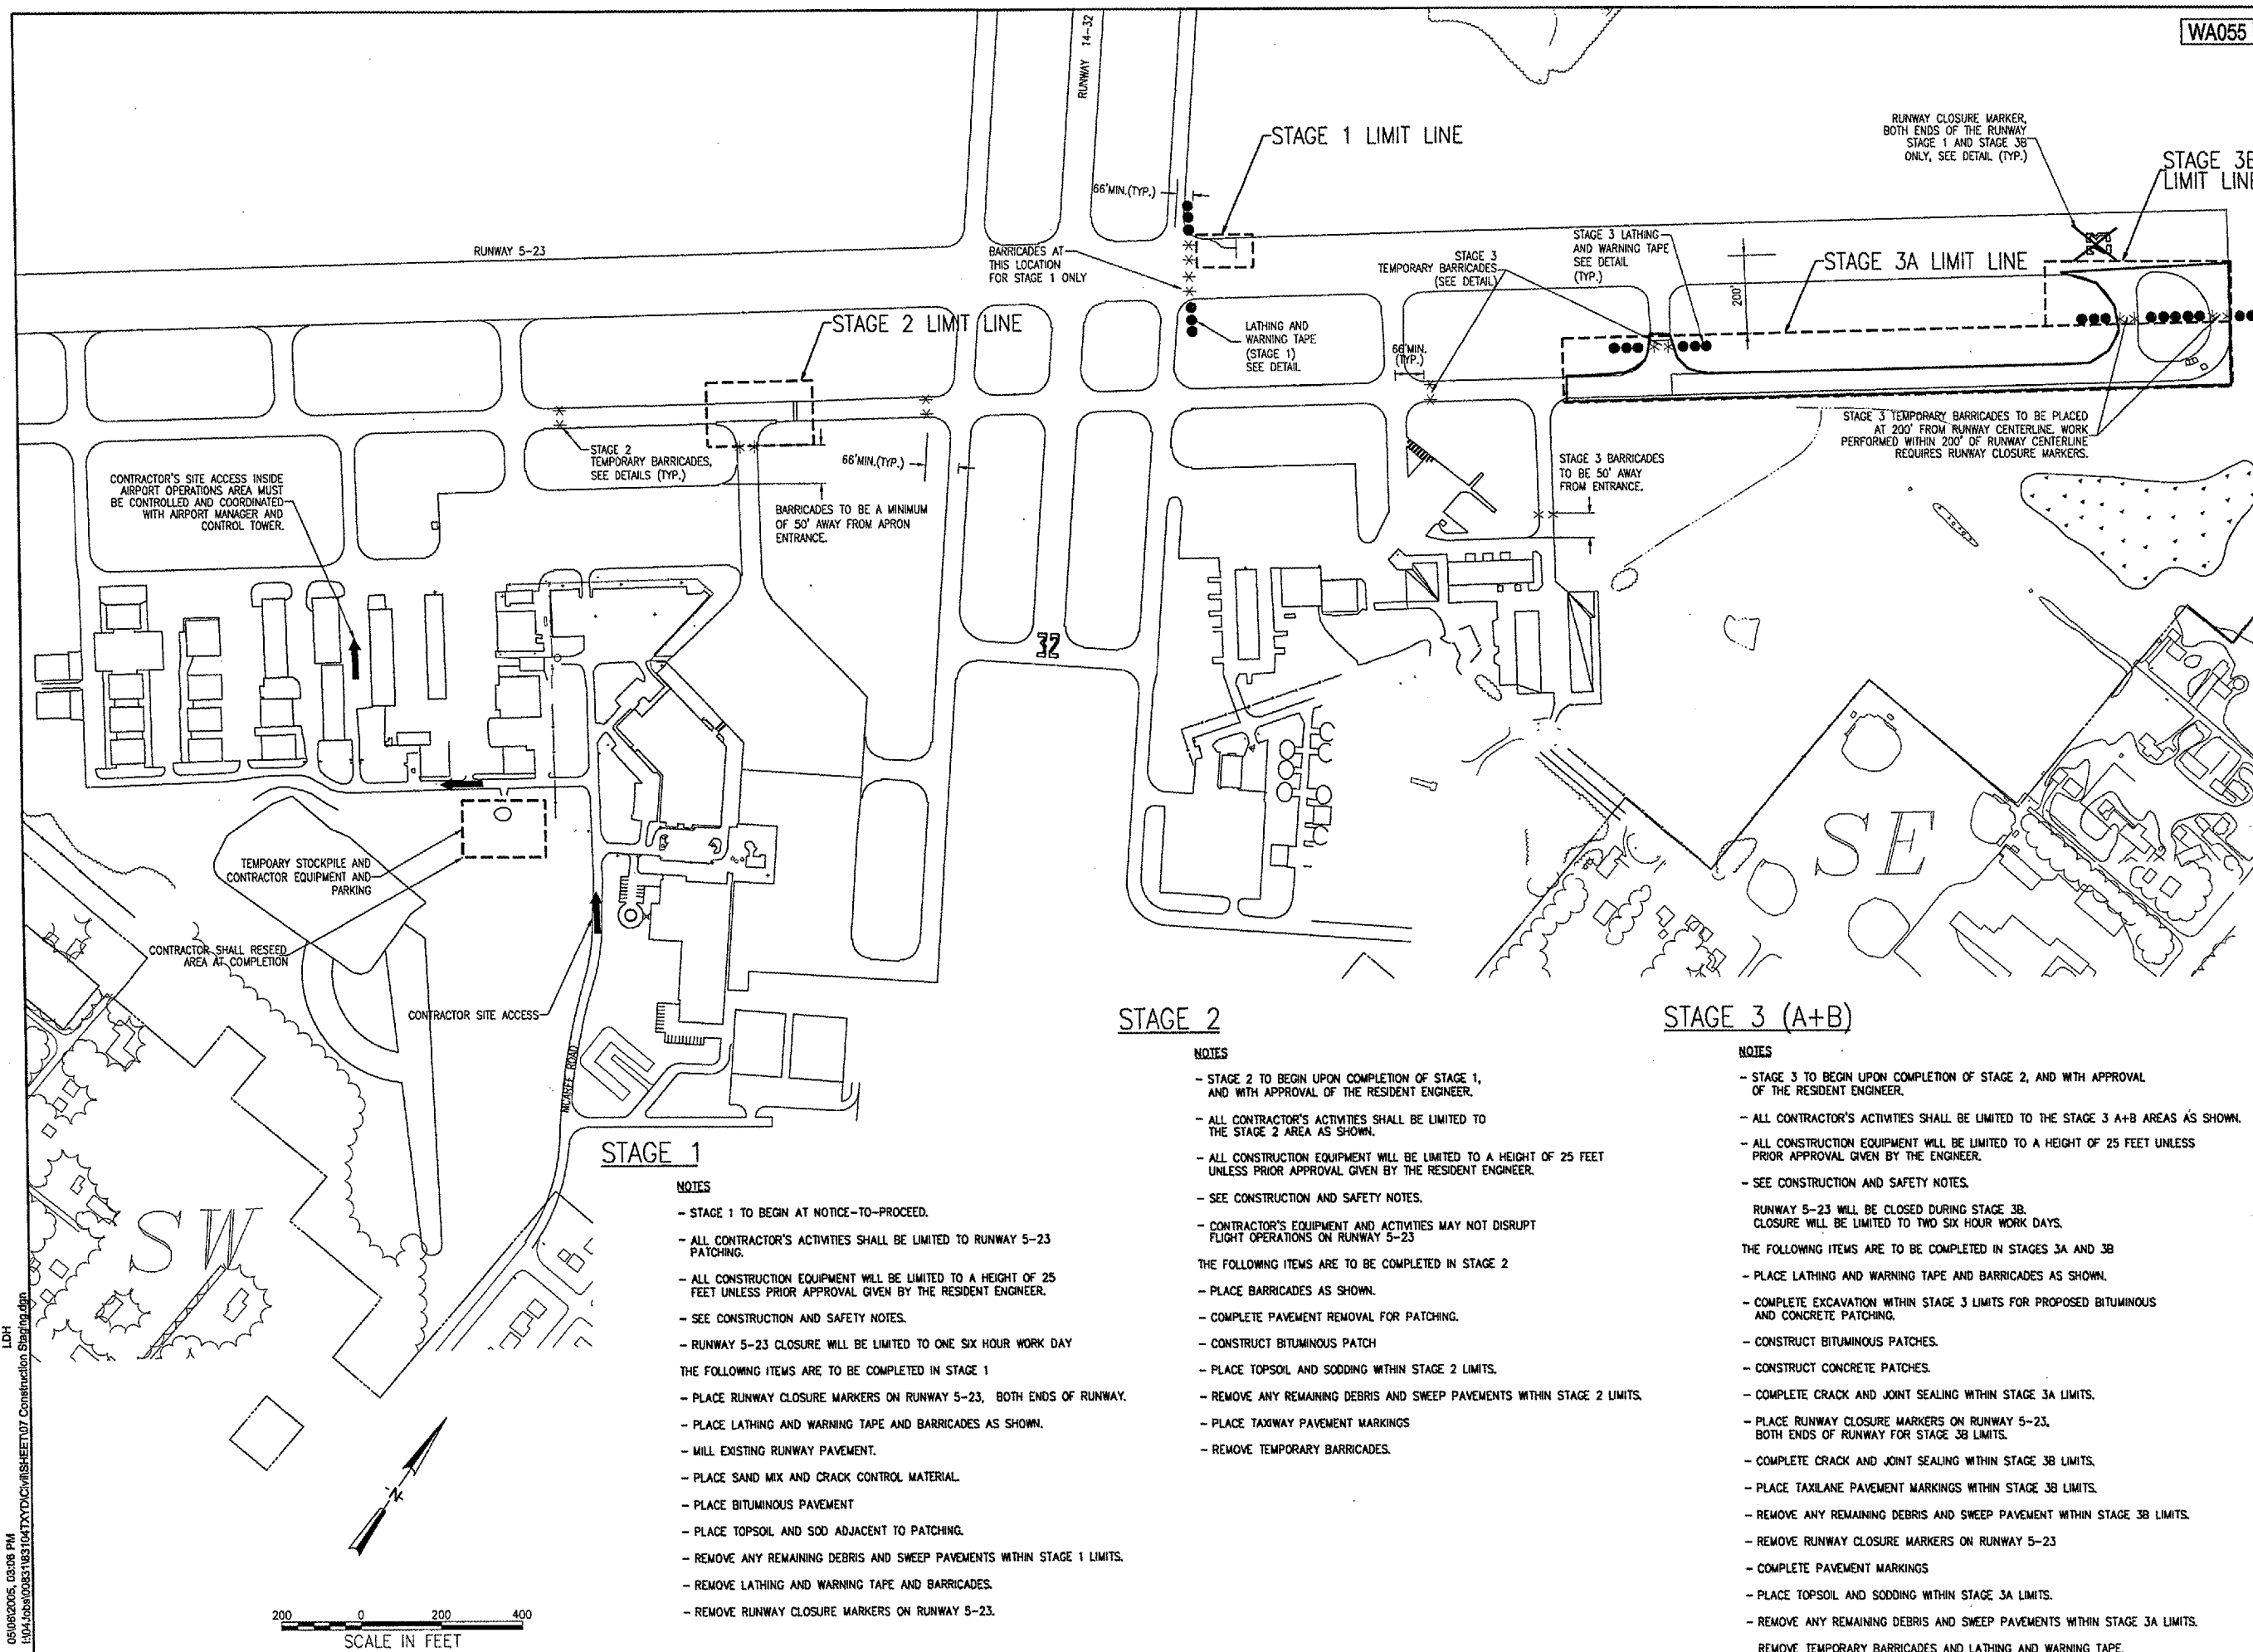 WA055
RUNWAY 14-32
STAGE 1 LIMIT LINE
RUNWAY CLOSURE MARKER,
BOTH ENDS OF THE RUNWAY
STAGE 1 AND STAGE 3B
ONLY, SEE DETAIL (TYP.)
STAGE 3B
LIMIT LINE
66'MIN.(TYP.)
RUNWAY 5-23
BARRICADES AT
THIS LOCATION
FOR STAGE 1 ONLY
STAGE 3
TEMPORARY BARRICADES
(SEE DETAIL)
STAGE 3 LATHING
AND WARNING TAPE
SEE DETAIL
(TYP.)
STAGE 3A LIMIT LINE
200'
STAGE 2 LIMIT LINE
LATHING AND
WARNING TAPE
(STAGE 1)
SEE DETAIL
66'MIN.
(TYP.)
STAGE 3 TEMPORARY BARRICADES TO BE PLACED
AT 200' FROM RUNWAY CENTERLINE. WORK
PERFORMED WITHIN 200' OF RUNWAY CENTERLINE
REQUIRES RUNWAY CLOSURE MARKERS.
STAGE 2
TEMPORARY BARRICADES,
SEE DETAILS (TYP.)
66'MIN.(TYP.)
STAGE 3 BARRICADES
TO BE 50' AWAY
FROM ENTRANCE.
CONTRACTOR'S SITE ACCESS INSIDE
AIRPORT OPERATIONS AREA MUST
BE CONTROLLED AND COORDINATED
WITH AIRPORT MANAGER AND
CONTROL TOWER.
BARRICADES TO BE A MINIMUM
OF 50' AWAY FROM APRON
ENTRANCE.
32
SE
TEMPOARY STOCKPILE AND
CONTRACTOR EQUIPMENT AND
PARKING
CONTRACTOR SHALL RESEED
AREA AT COMPLETION
CONTRACTOR SITE ACCESS
MCAREE ROAD
SW
STAGE 1
NOTES
- STAGE 1 TO BEGIN AT NOTICE-TO-PROCEED.
- ALL CONTRACTOR'S ACTIVITIES SHALL BE LIMITED TO RUNWAY 5-23
PATCHING.
- ALL CONSTRUCTION EQUIPMENT WILL BE LIMITED TO A HEIGHT OF 25
FEET UNLESS PRIOR APPROVAL GIVEN BY THE RESIDENT ENGINEER.
- SEE CONSTRUCTION AND SAFETY NOTES.
- RUNWAY 5-23 CLOSURE WILL BE LIMITED TO ONE SIX HOUR WORK DAY
THE FOLLOWING ITEMS ARE TO BE COMPLETED IN STAGE 1
- PLACE RUNWAY CLOSURE MARKERS ON RUNWAY 5-23, BOTH ENDS OF RUNWAY.
- PLACE LATHING AND WARNING TAPE AND BARRICADES AS SHOWN.
- MILL EXISTING RUNWAY PAVEMENT.
- PLACE SAND MIX AND CRACK CONTROL MATERIAL.
- PLACE BITUMINOUS PAVEMENT
- PLACE TOPSOIL AND SOD ADJACENT TO PATCHING.
- REMOVE ANY REMAINING DEBRIS AND SWEEP PAVEMENTS WITHIN STAGE 1 LIMITS.
- REMOVE LATHING AND WARNING TAPE AND BARRICADES.
- REMOVE RUNWAY CLOSURE MARKERS ON RUNWAY 5-23.
STAGE 2
NOTES
- STAGE 2 TO BEGIN UPON COMPLETION OF STAGE 1,
AND WITH APPROVAL OF THE RESIDENT ENGINEER.
- ALL CONTRACTOR'S ACTIVITIES SHALL BE LIMITED TO
THE STAGE 2 AREA AS SHOWN.
- ALL CONSTRUCTION EQUIPMENT WILL BE LIMITED TO A HEIGHT OF 25 FEET
UNLESS PRIOR APPROVAL GIVEN BY THE RESIDENT ENGINEER.
- SEE CONSTRUCTION AND SAFETY NOTES.
- CONTRACTOR'S EQUIPMENT AND ACTIVITIES MAY NOT DISRUPT
FLIGHT OPERATIONS ON RUNWAY 5-23
THE FOLLOWING ITEMS ARE TO BE COMPLETED IN STAGE 2
- PLACE BARRICADES AS SHOWN.
- COMPLETE PAVEMENT REMOVAL FOR PATCHING.
- CONSTRUCT BITUMINOUS PATCH
- PLACE TOPSOIL AND SODDING WITHIN STAGE 2 LIMITS.
- REMOVE ANY REMAINING DEBRIS AND SWEEP PAVEMENTS WITHIN STAGE 2 LIMITS.
- PLACE TAXIWAY PAVEMENT MARKINGS
- REMOVE TEMPORARY BARRICADES.
STAGE 3 (A+B)
NOTES
- STAGE 3 TO BEGIN UPON COMPLETION OF STAGE 2, AND WITH APPROVAL
OF THE RESIDENT ENGINEER.
- ALL CONTRACTOR'S ACTIVITIES SHALL BE LIMITED TO THE STAGE 3 A+B AREAS AS SHOWN.
- ALL CONSTRUCTION EQUIPMENT WILL BE LIMITED TO A HEIGHT OF 25 FEET UNLESS
PRIOR APPROVAL GIVEN BY THE ENGINEER.
- SEE CONSTRUCTION AND SAFETY NOTES.
RUNWAY 5-23 WILL BE CLOSED DURING STAGE 3B.
CLOSURE WILL BE LIMITED TO TWO SIX HOUR WORK DAYS.
THE FOLLOWING ITEMS ARE TO BE COMPLETED IN STAGES 3A AND 3B
- PLACE LATHING AND WARNING TAPE AND BARRICADES AS SHOWN.
- COMPLETE EXCAVATION WITHIN STAGE 3 LIMITS FOR PROPOSED BITUMINOUS
AND CONCRETE PATCHING.
- CONSTRUCT BITUMINOUS PATCHES.
- CONSTRUCT CONCRETE PATCHES.
- COMPLETE CRACK AND JOINT SEALING WITHIN STAGE 3A LIMITS.
- PLACE RUNWAY CLOSURE MARKERS ON RUNWAY 5-23,
BOTH ENDS OF RUNWAY FOR STAGE 3B LIMITS.
- COMPLETE CRACK AND JOINT SEALING WITHIN STAGE 3B LIMITS.
- PLACE TAXILANE PAVEMENT MARKINGS WITHIN STAGE 3B LIMITS.
- REMOVE ANY REMAINING DEBRIS AND SWEEP PAVEMENT WITHIN STAGE 3B LIMITS.
- REMOVE RUNWAY CLOSURE MARKERS ON RUNWAY 5-23
- COMPLETE PAVEMENT MARKINGS
- PLACE TOPSOIL AND SODDING WITHIN STAGE 3A LIMITS.
- REMOVE ANY REMAINING DEBRIS AND SWEEP PAVEMENTS WITHIN STAGE 3A LIMITS.
REMOVE TEMPORARY BARRICADES AND LATHING AND WARNING TAPE.
N
200 0 200 400
SCALE IN FEET
LDH
05/06/2005, 03:06 PM
I:\04Jobs\00831\83104TXYD\Civil\SHEET\07 Construction Staging.dgn